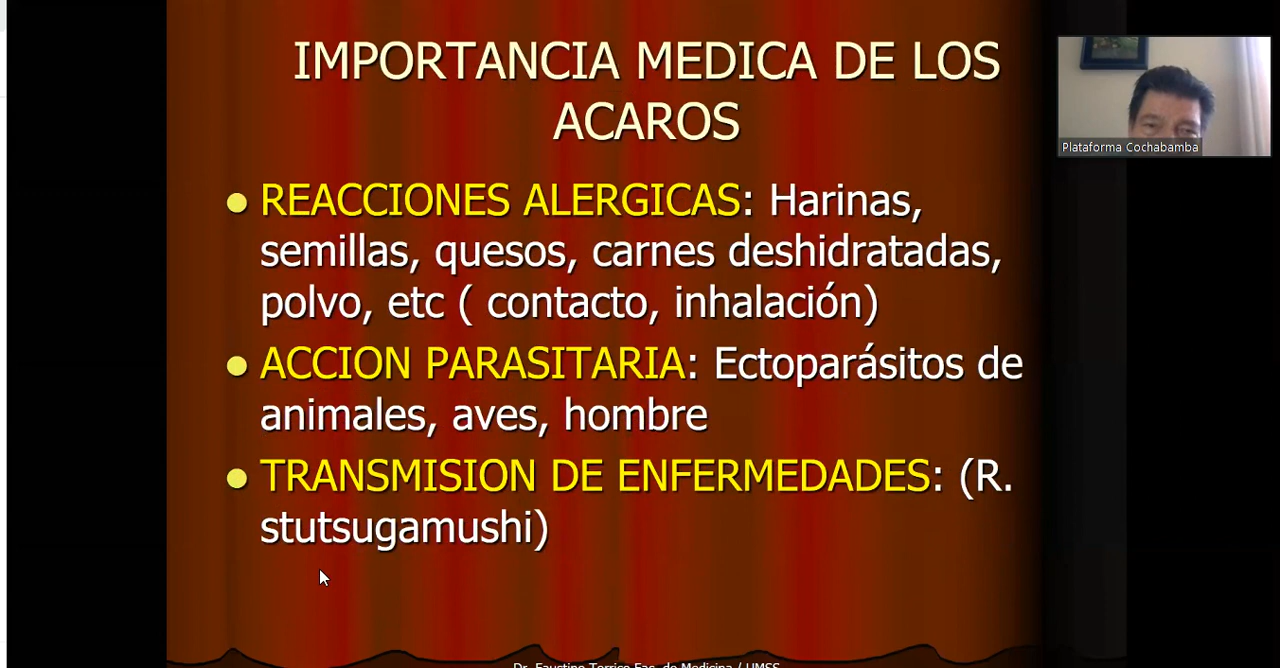 IMPORTANCIA MEDICA DE LOS
ACAROS
Plataforma Cochabamba
● REACCIONES ALERGICAS: Harinas,
semillas, quesos, carnes deshidratadas,
polvo, etc ( contacto, inhalación)
● ACCION PARASITARIA: Ectoparásitos de
animales, aves, hombre
● TRANSMISION DE ENFERMEDADES: (R.
stutsugamushi)
Dr. Faustino Torrico Fac. de Medicina / UMSS